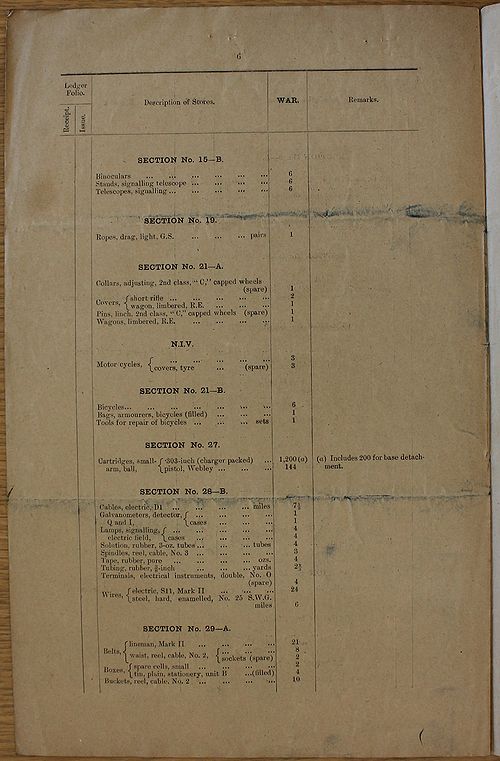 6
Ledger
Folio.
Receipt.
Issue.
Description of Stores.
WAR.
Remarks.
SECTION No. 15—B.
Binoculars ... ... ... ... ... ... 6
Stands, signalling telescope ... ... ... ... 6
Telescopes, signalling ... ... ... ... ... 6
SECTION No. 19.
Ropes, drag, light, G.S. ... ... ... pairs 1
SECTION No. 21—A.
Collars, adjusting, 2nd class, "C," capped wheels
(spare) 1
Covers, { short rifle ... ... ... ... ... 2
wagon, limbered, R.E. ... ... ... ... 1
Pins, linch, 2nd class, "C," capped wheels (spare) 1
Wagons, limbered, R.E. ... ... ... ... 1
N.I.V.
Motor cycles, { ... ... ... ... ... 3
covers, tyre ... (spare) 3
SECTION No. 21—B.
Bicycles ... ... ... ... ... ... ... 6
Bags, armourers, bicycles (filled) ... ... ... 1
Tools for repair of bicycles ... ... ... sets 1
SECTION No. 27.
Cartridges, small- { ·303-inch (charger packed) ... 1,200(a) (a) Includes 200 for base detach-
arm, ball, pistol, Webley ... ... ... 144 ment.
SECTION No. 28—B.
Cables, electric, D1 ... ... ... ... miles 7½
Galvanometers, detector, { ... ... ... ... 1
Q and I, cases ... ... ... 1
Lamps, signalling, { ... ... ... ... ... 4
electric field, cases ... ... ... ... 4
Solution, rubber, 3-oz. tubes ... ... ... tubes 4
Spindles, reel, cable, No. 3 ... ... ... ... 3
Tape, rubber, pure ... ... ... ... ozs. 4
Tubing, rubber, ⅜-inch ... ... ... yards
Terminals, electrical instruments, double, No. O
(spare) 4
Wires, { electric, S11, Mark II ... ... ... 24
steel, hard, enamelled, No. 25 S.W.G.
miles 6
SECTION No. 29—A.
Belts, { lineman, Mark II ... ... ... ... 21
waist, reel, cable, No. 2, { ... ... ... 8
sockets (spare) 2
Boxes, { spare cells, small ... ... ... ... 2
tin, plain, stationery, unit B ... (filled) 4
Buckets, reel, cable, No. 2 ... ... ... ... 10